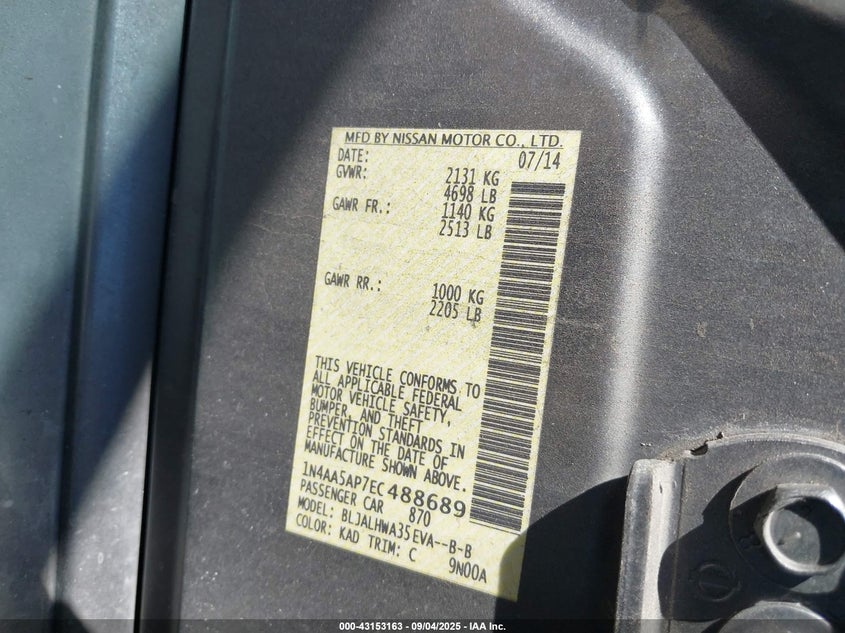 MFD BY NISSAN MOTOR CO., LTD.
DATE: 07/14
GVWR: 2131 KG
4698 LB
GAWR FR.: 1140 KG
2513 LB
GAWR RR.: 1000 KG
2205 LB
THIS VEHICLE CONFORMS TO
ALL APPLICABLE FEDERAL
MOTOR VEHICLE SAFETY,
BUMPER, AND THEFT
PREVENTION STANDARDS IN
EFFECT ON THE DATE OF
MANUFACTURE SHOWN ABOVE.
1N4AA5AP7EC488689
PASSENGER CAR 870
MODEL: BLJALHWA35EVA--B-B
COLOR: KAD TRIM: C 9N00A
000-43153163 - 09/04/2025 - IAA Inc.